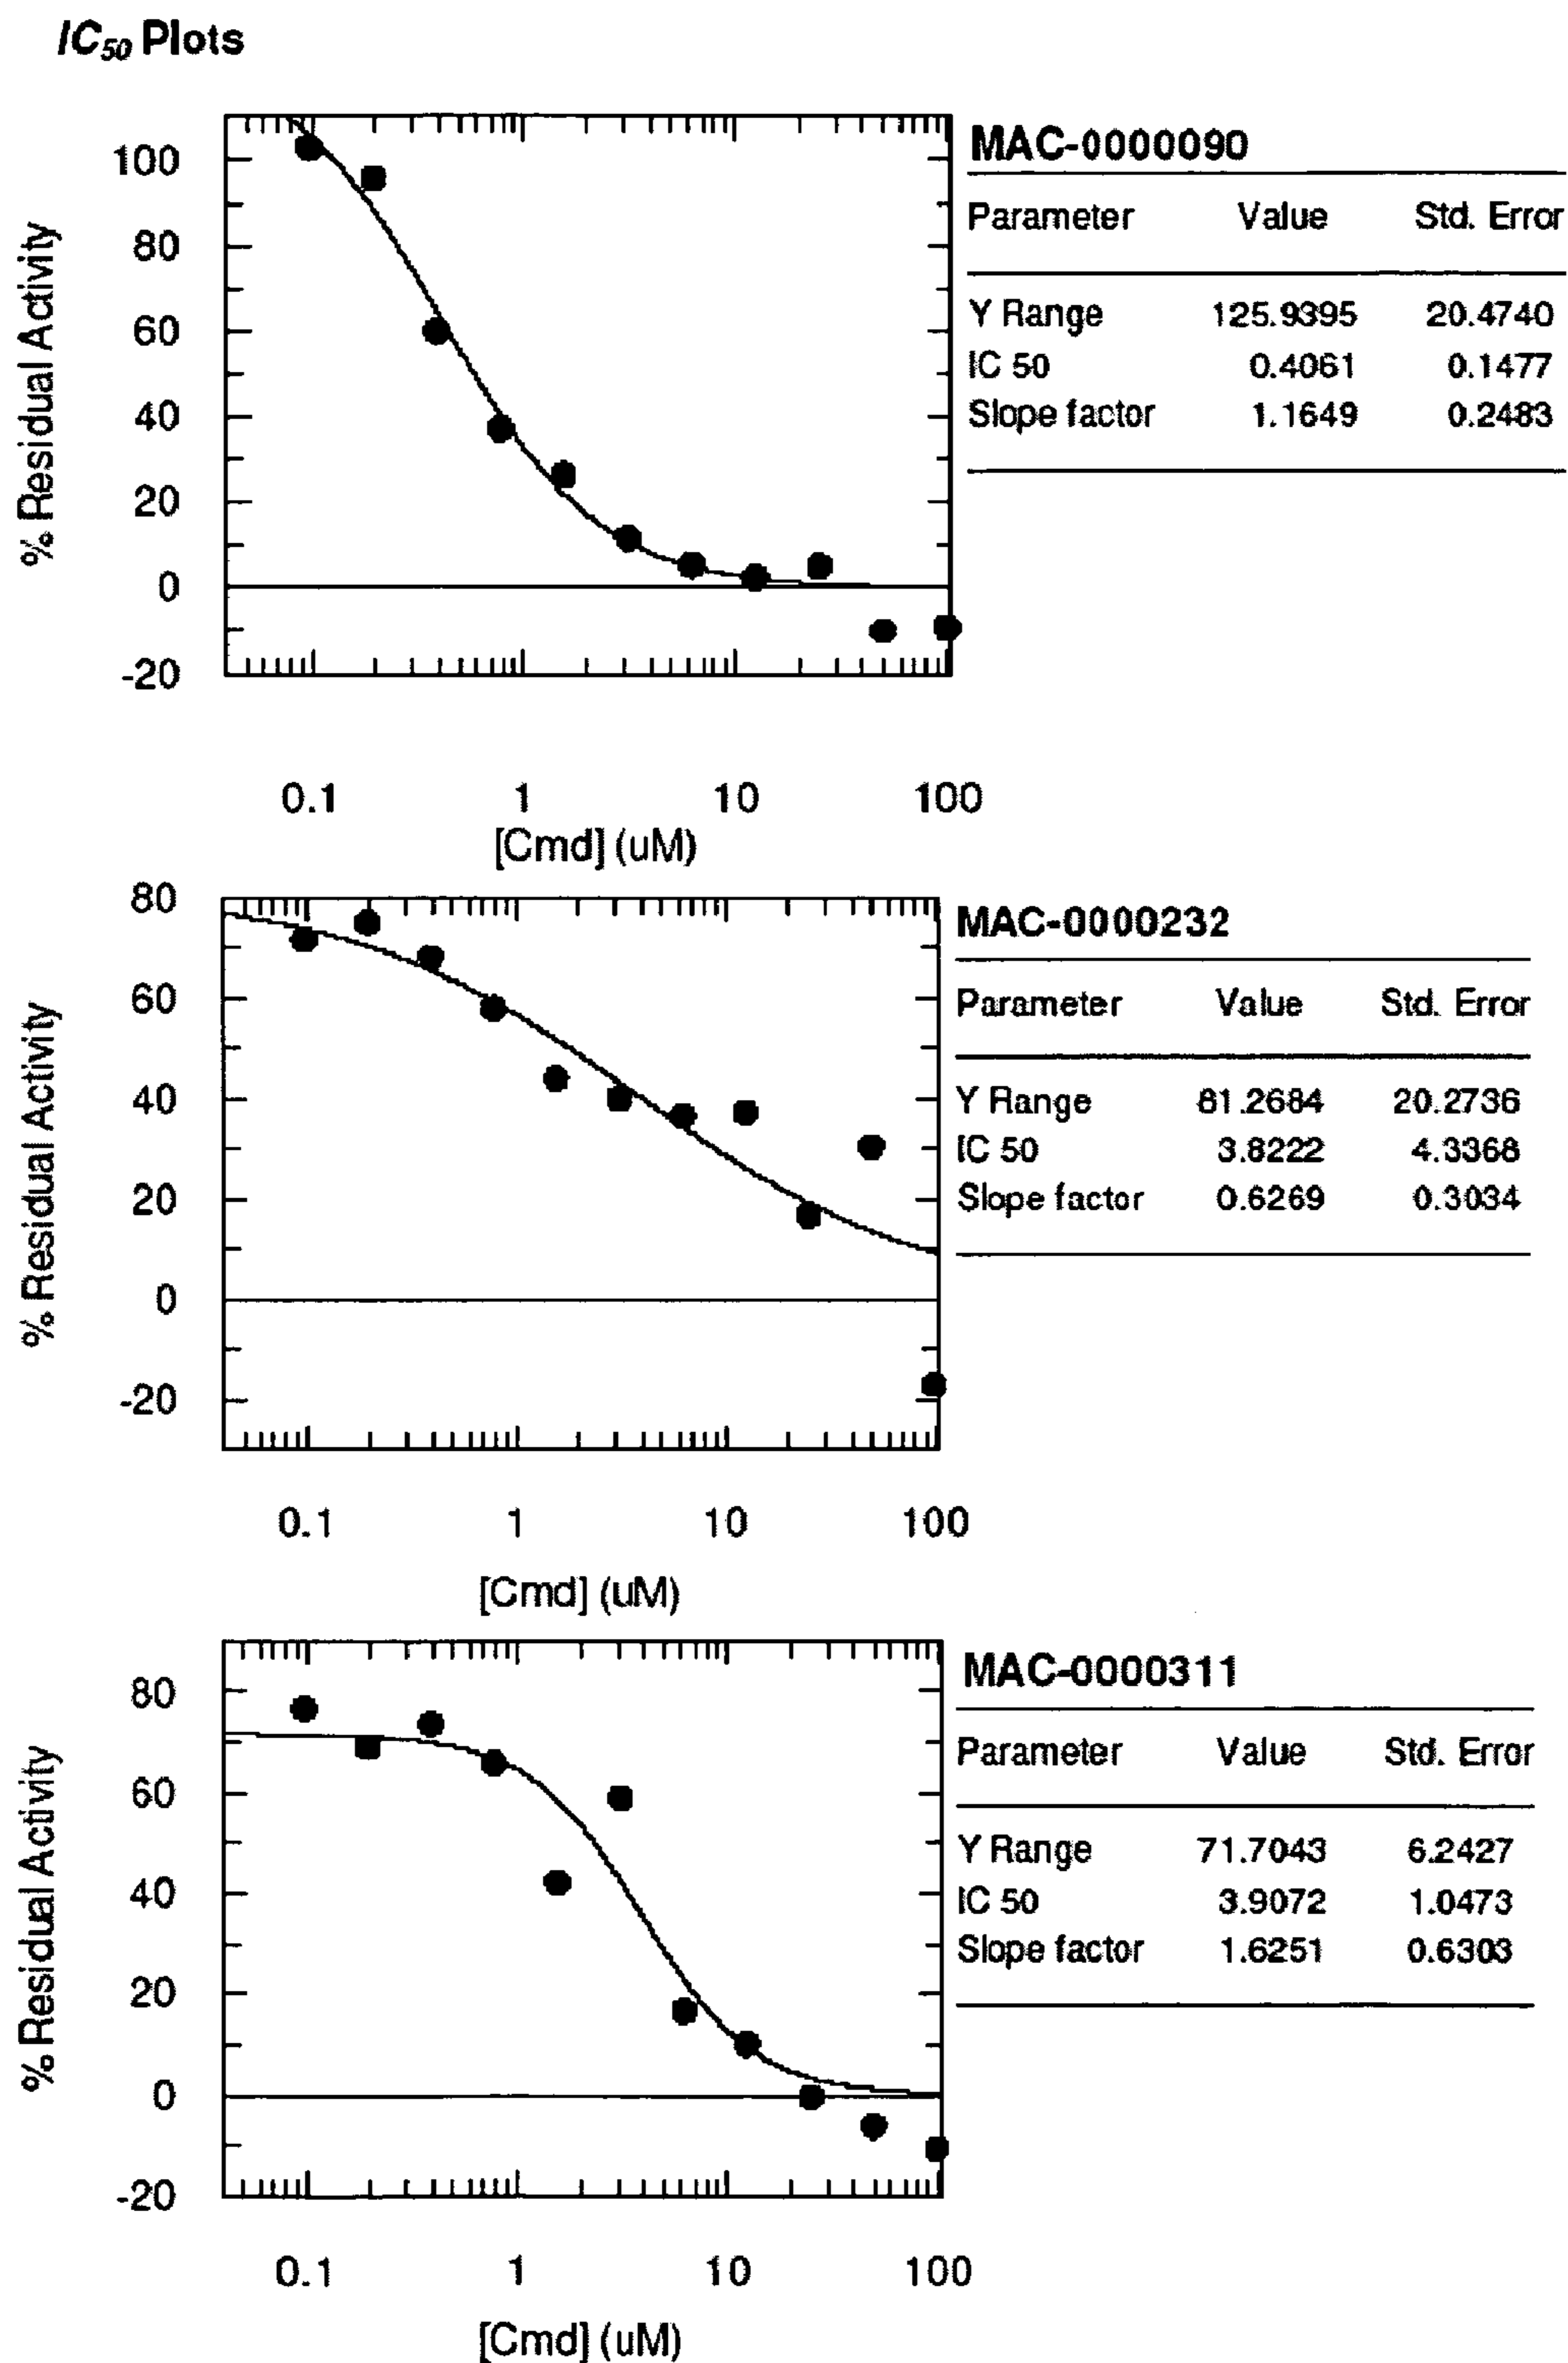 IC50 Plots
MAC-0000090
Parameter Value Std. Error
Y Range 125.9395 20.4740
IC 50 0.4061 0.1477
Slope factor 1.1649 0.2483
% Residual Activity
100
80
60
40
20
0
-20
0.1 1 10 100
[Cmd] (uM)
MAC-0000232
Parameter Value Std. Error
Y Range 81.2684 20.2736
IC 50 3.8222 4.3368
Slope factor 0.6269 0.3034
% Residual Activity
80
60
40
20
0
-20
0.1 1 10 100
[Cmd] (uM)
MAC-0000311
Parameter Value Std. Error
Y Range 71.7043 6.2427
IC 50 3.9072 1.0473
Slope factor 1.6251 0.6303
% Residual Activity
80
60
40
20
0
-20
0.1 1 10 100
[Cmd] (uM)